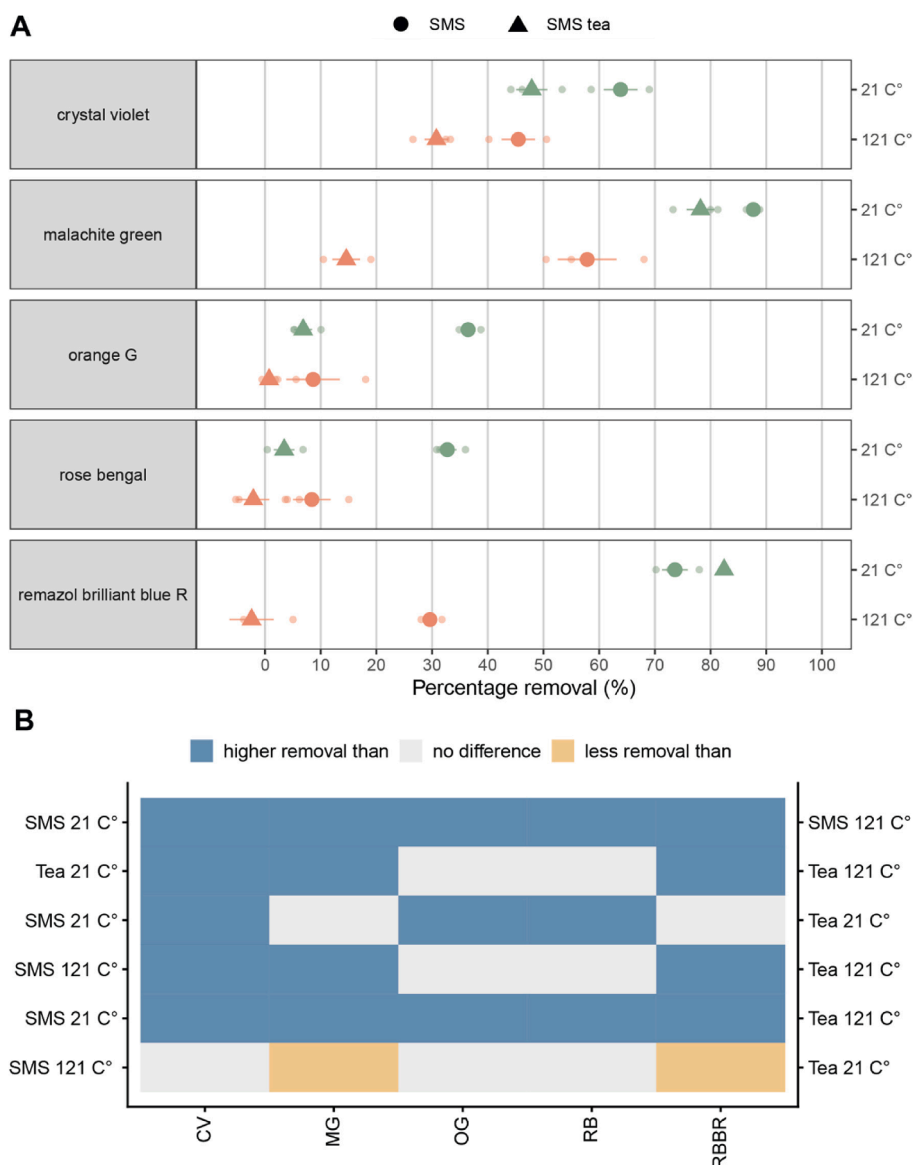 A
SMS SMS tea
crystal violet
21 C°
121 C°
malachite green
21 C°
121 C°
orange G
21 C°
121 C°
rose bengal
21 C°
121 C°
remazol brilliant blue R
21 C°
121 C°
0 10 20 30 40 50 60 70 80 90 100
Percentage removal (%)
B
higher removal than no difference less removal than
SMS 21 C° SMS 121 C°
Tea 21 C° Tea 121 C°
SMS 21 C° Tea 21 C°
SMS 121 C° Tea 121 C°
SMS 21 C° Tea 121 C°
SMS 121 C° Tea 21 C°
CV MG OG RB RBBR